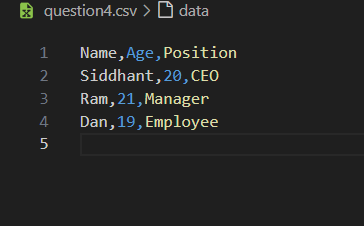 question4.csv > data
1 Name,Age,Position
2 Siddhant,20,CEO
3 Ram,21,Manager
4 Dan,19,Employee
5